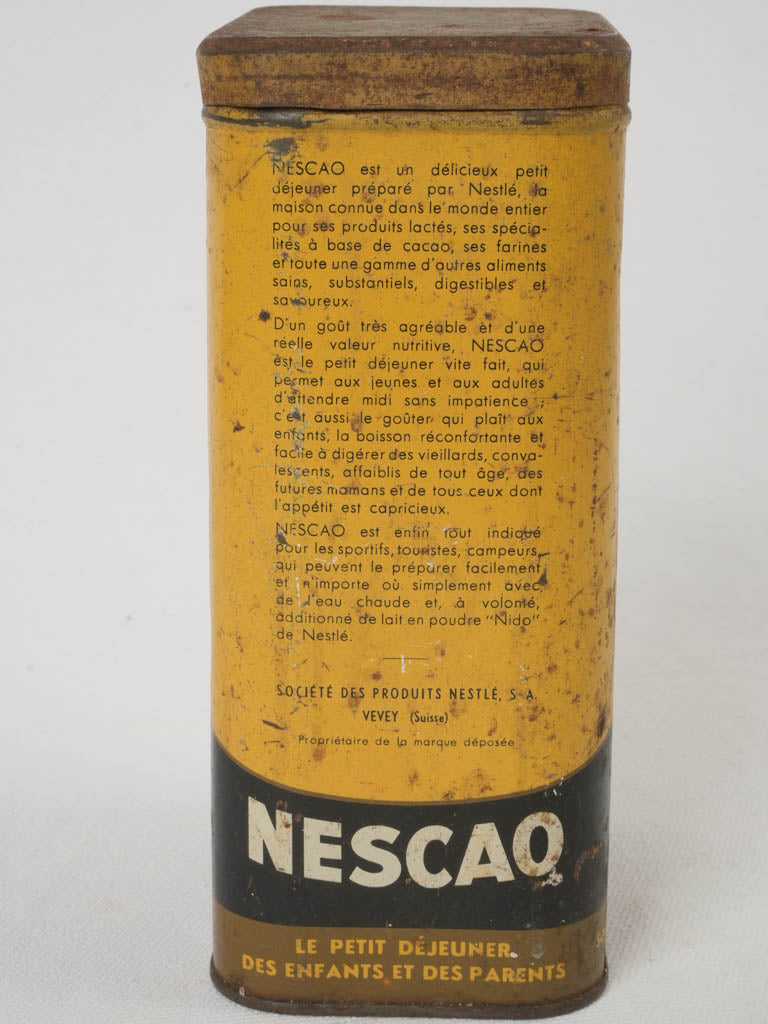 NESCAO est un délicieux petit
déjeuner préparé par Nestlé, la
maison connue dans le monde entier
pour ses produits lactés, ses spécia-
lités à base de cacao, ses farines
et toute une gamme d'autres aliments
sains, substantiels, digestibles et
savoureux.
D'un goût très agréable et d'une
réelle valeur nutritive, NESCAO
est le petit déjeuner vite fait, qui
permet aux jeunes et aux adultes
d'attendre midi sans impatience ;
c'est aussi le goûter qui plaît aux
enfants, la boisson réconfortante et
facile à digérer des vieillards, conva-
lescents, affaiblis de tout âge, des
futures mamans et de tous ceux dont
l'appétit est capricieux.
NESCAO est enfin tout indiqué
pour les sportifs, touristes, campeurs,
qui peuvent le préparer facilement
et n'importe où simplement avec
de l'eau chaude et, à volonté,
additionné de lait en poudre "Nido"
de Nestlé.
SOCIÉTÉ DES PRODUITS NESTLÉ, S. A.
VEVEY (Suisse)
Propriétaire de la marque déposée
NESCAO
LE PETIT DÉJEUNER
DES ENFANTS ET DES PARENTS